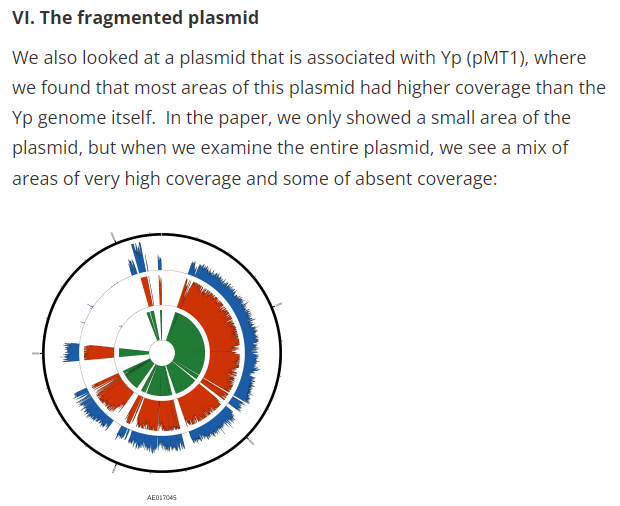 VI. The fragmented plasmid
We also looked at a plasmid that is associated with Yp (pMT1), where
we found that most areas of this plasmid had higher coverage than the
Yp genome itself.  In the paper, we only showed a small area of the
plasmid, but when we examine the entire plasmid, we see a mix of
areas of very high coverage and some of absent coverage:
AE017045